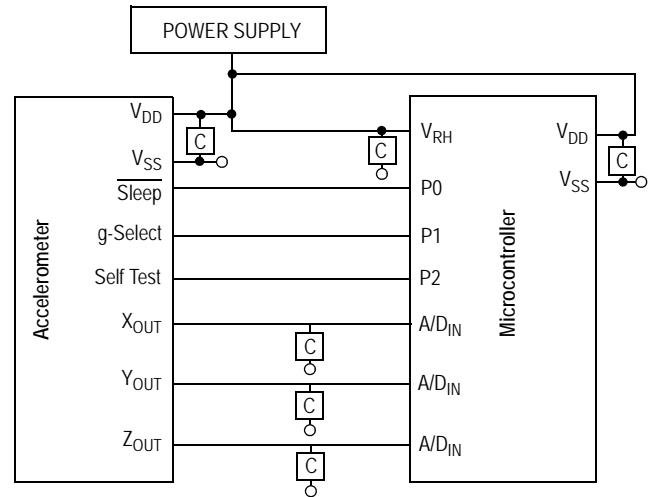 POWER SUPPLY
Accelerometer
V_DD
C
V_SS
Sleep
g-Select
Self Test
X_OUT
Y_OUT
Z_OUT
C
C
C
C
V_RH
P0
P1
P2
A/D_IN
A/D_IN
A/D_IN
Microcontroller
V_DD
C
V_SS